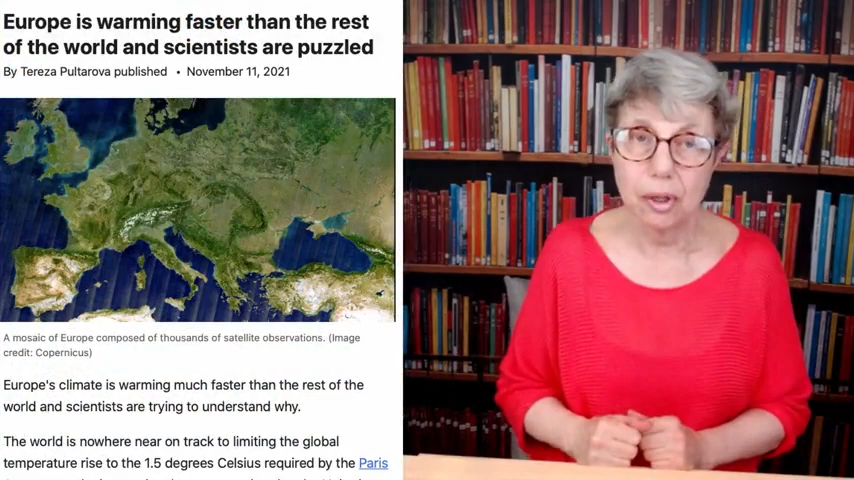 Europe is warming faster than the rest
of the world and scientists are puzzled
By Tereza Pultarova published • November 11, 2021
A mosaic of Europe composed of thousands of satellite observations. (Image
credit: Copernicus)
Europe's climate is warming much faster than the rest of the
world and scientists are trying to understand why.
The world is nowhere near on track to limiting the global
temperature rise to the 1.5 degrees Celsius required by the Paris